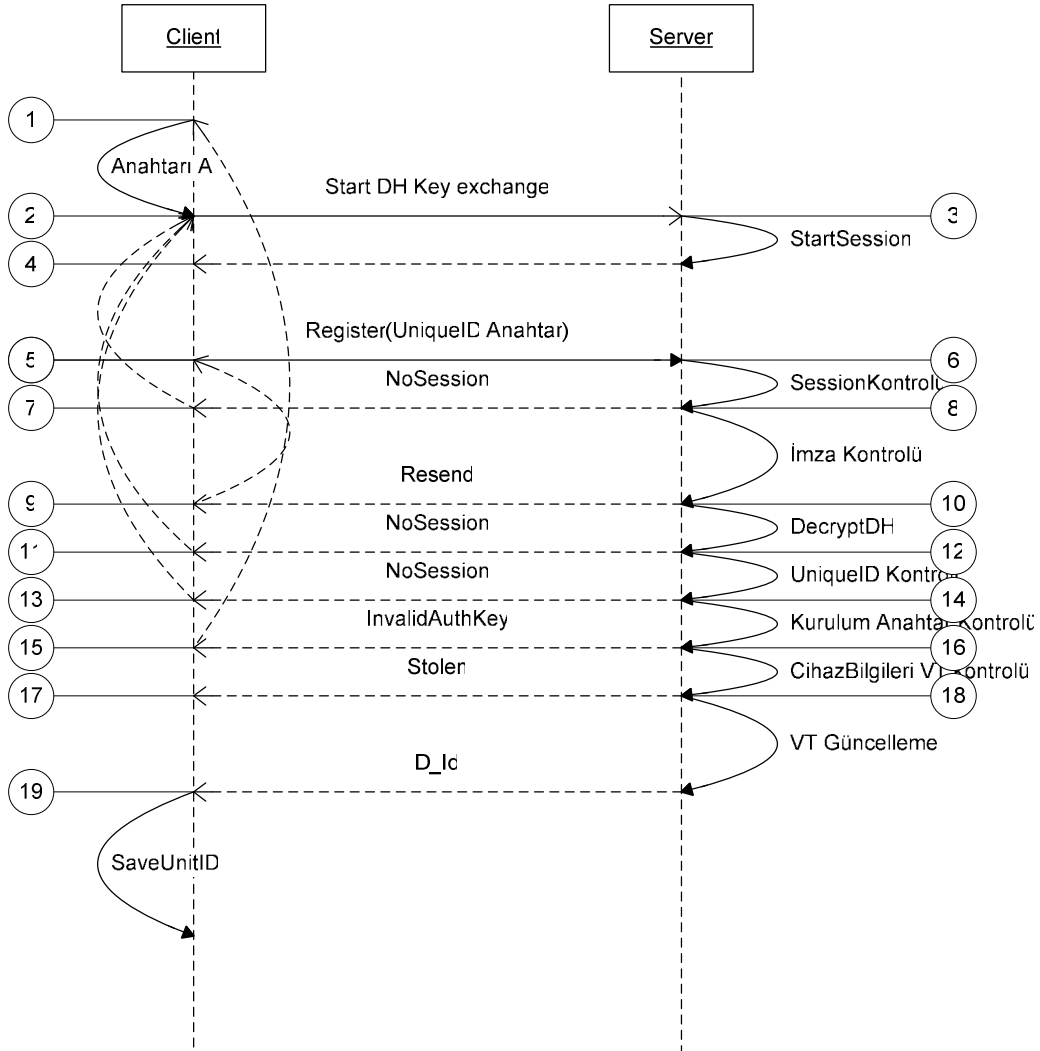 Client
Server
1
Anahtarı A
Start DH Key exchange
2
3
StartSession
4
Register(UniqueID Anahtar)
5
6
NoSession
SessionKontrolü
7
8
İmza Kontrolü
Resend
9
10
NoSession
DecryptDH
11
12
NoSession
UniqueID Kontrolü
13
14
InvalidAuthKey
Kurulum Anahtar Kontrolü
15
16
Stolen
CihazBilgileri VT Kontrolü
17
18
VT Güncelleme
D_Id
19
SaveUnitID